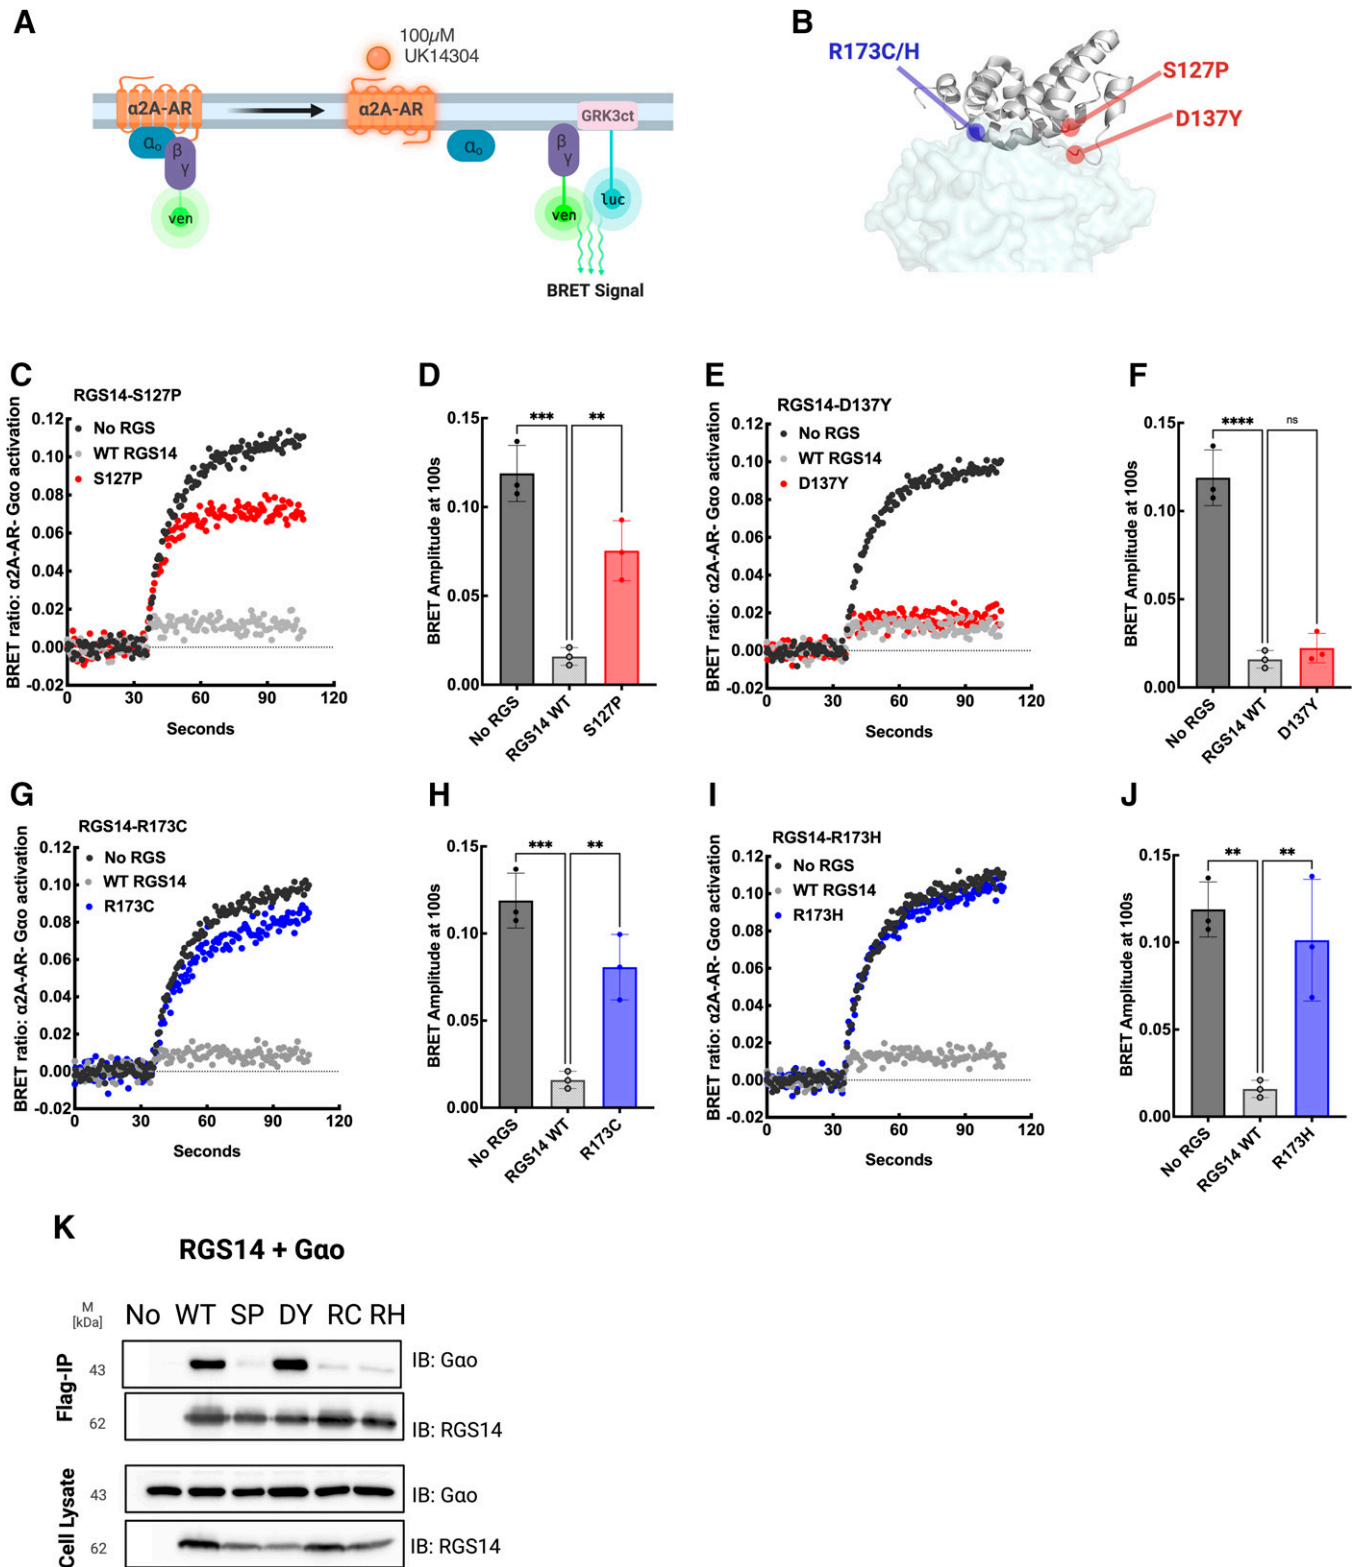 A
100µM
UK14304
α2A-AR
α2A-AR
GRK3ct
αo
β
γ
αo
β
γ
ven
ven
luc
BRET Signal
B
R173C/H
S127P
D137Y
C
RGS14-S127P
BRET ratio: α2A-AR- Gαo activation
0.12
0.10
0.08
0.06
0.04
0.02
0.00
-0.02
No RGS
WT RGS14
S127P
0
30
60
90
120
Seconds
D
BRET Amplitude at 100s
0.15
0.10
0.05
0.00
***
**
No RGS
RGS14 WT
S127P
E
RGS14-D137Y
BRET ratio: α2A-AR- Gαo activation
0.12
0.10
0.08
0.06
0.04
0.02
0.00
-0.02
No RGS
WT RGS14
D137Y
0
30
60
90
120
Seconds
F
BRET Amplitude at 100s
0.15
0.10
0.05
0.00
****
ns
No RGS
RGS14 WT
D137Y
G
RGS14-R173C
BRET ratio: α2A-AR- Gαo activation
0.12
0.10
0.08
0.06
0.04
0.02
0.00
-0.02
No RGS
WT RGS14
R173C
0
30
60
90
120
Seconds
H
BRET Amplitude at 100s
0.15
0.10
0.05
0.00
***
**
No RGS
RGS14 WT
R173C
I
RGS14-R173H
BRET ratio: α2A-AR- Gαo activation
0.12
0.10
0.08
0.06
0.04
0.02
0.00
-0.02
No RGS
WT RGS14
R173H
0
30
60
90
120
Seconds
J
BRET Amplitude at 100s
0.15
0.10
0.05
0.00
**
**
No RGS
RGS14 WT
R173H
K
RGS14 + Gαo
M
[kDa]
No WT SP DY RC RH
Flag-IP
43
IB: Gαo
62
IB: RGS14
Cell Lysate
43
IB: Gαo
62
IB: RGS14